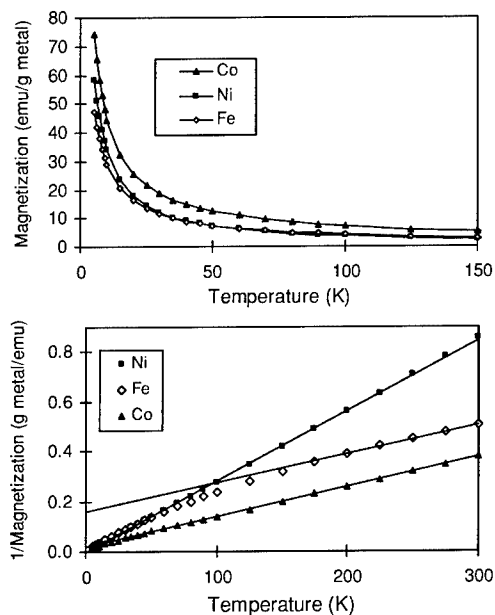 80
70
60
50
40
30
20
10
0
Magnetization (emu/g metal)
Co
Ni
Fe
0 50 100 150
Temperature (K)
0.8
0.6
0.4
0.2
0.0
1/Magnetization (g metal/emu)
Ni
Fe
Co
0 100 200 300
Temperature (K)